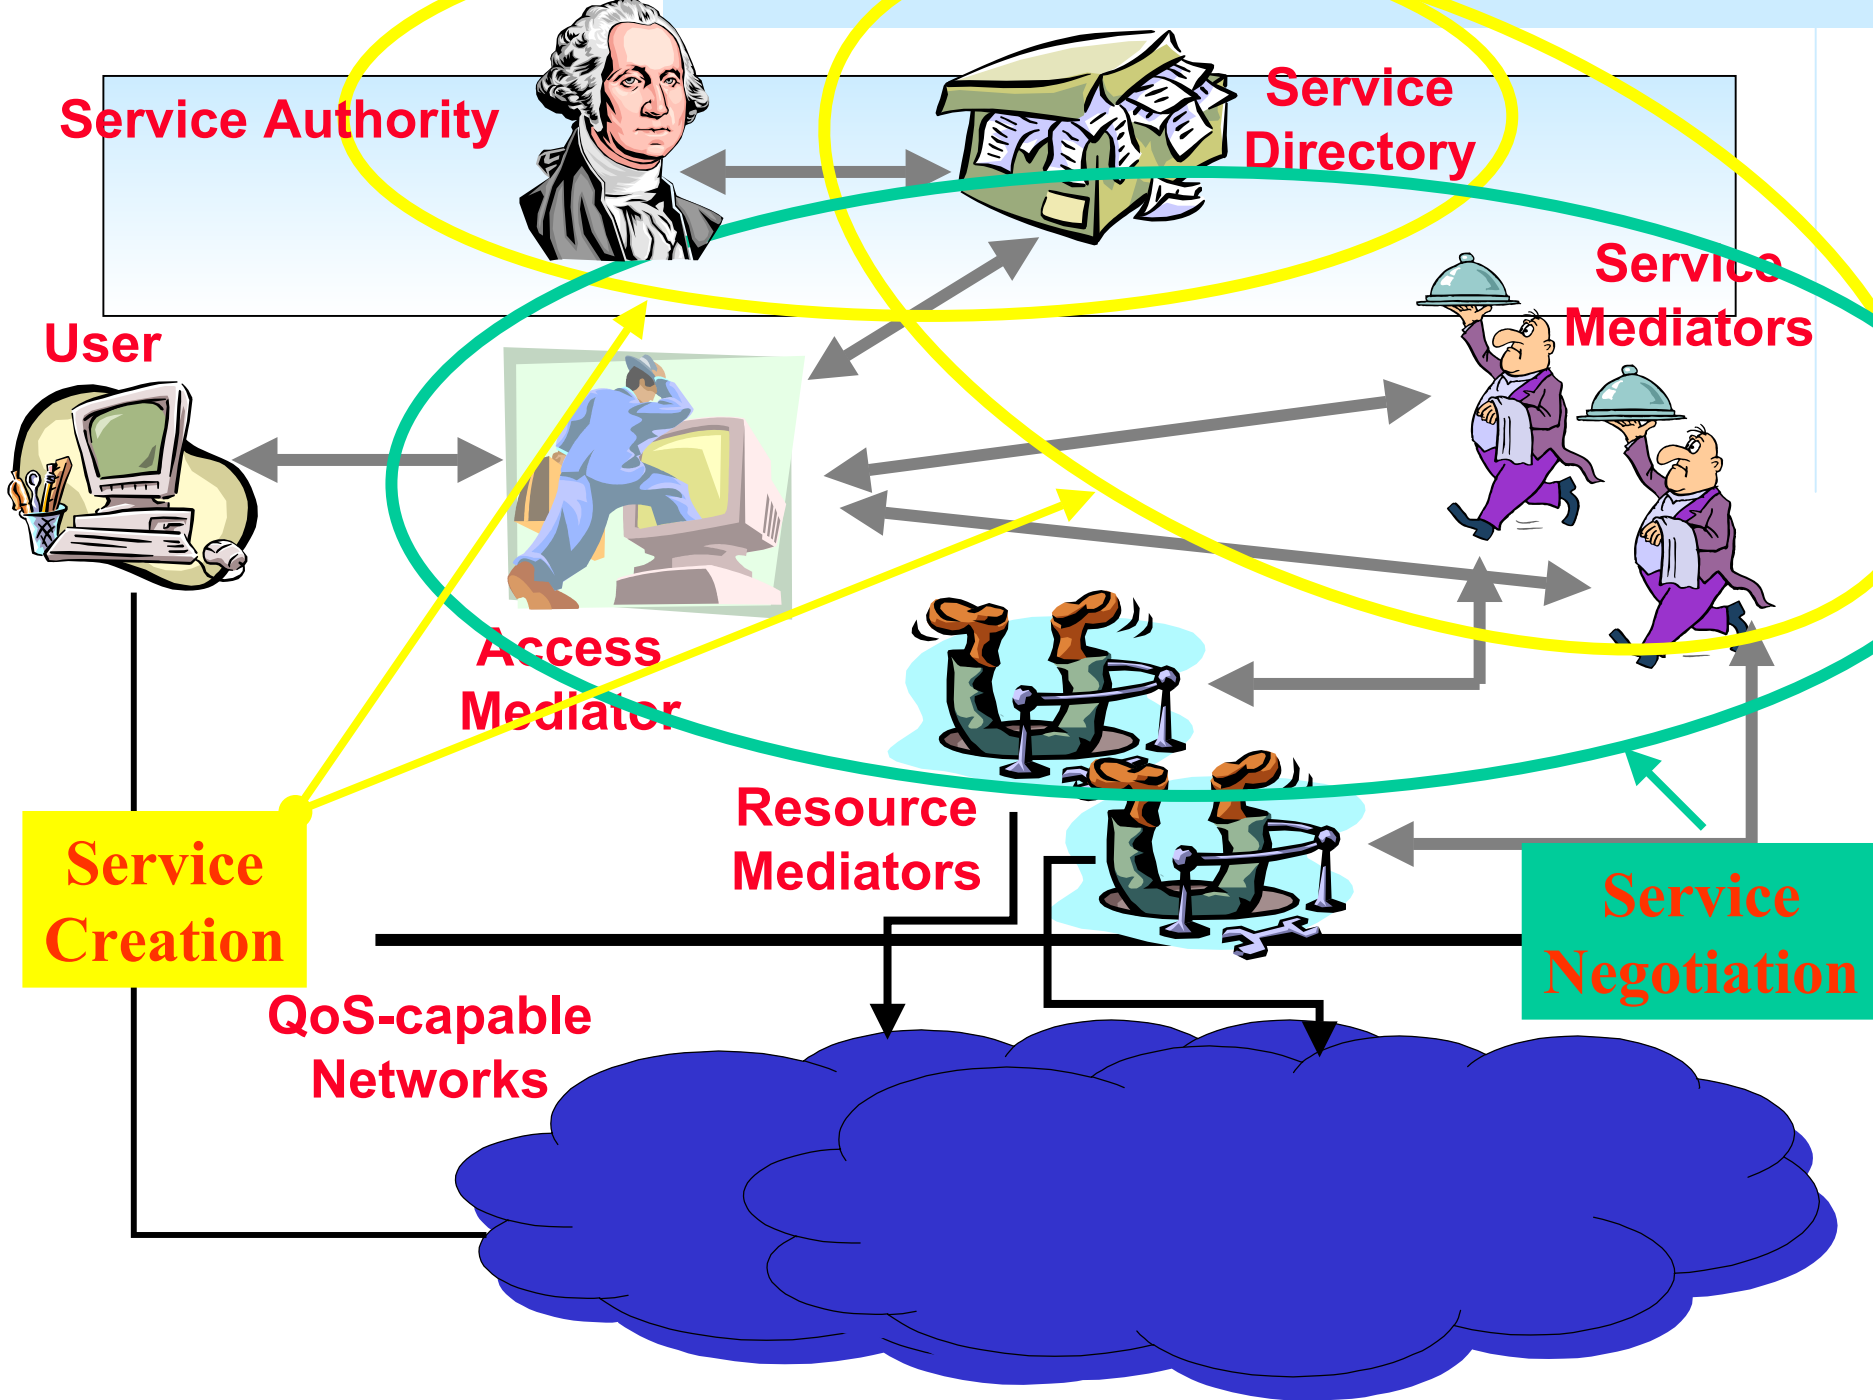 Service Authority
Service
Directory
Service
Mediators
User
Access
Mediator
Resource
Mediators
Service
Creation
Service
Negotiation
QoS-capable
Networks